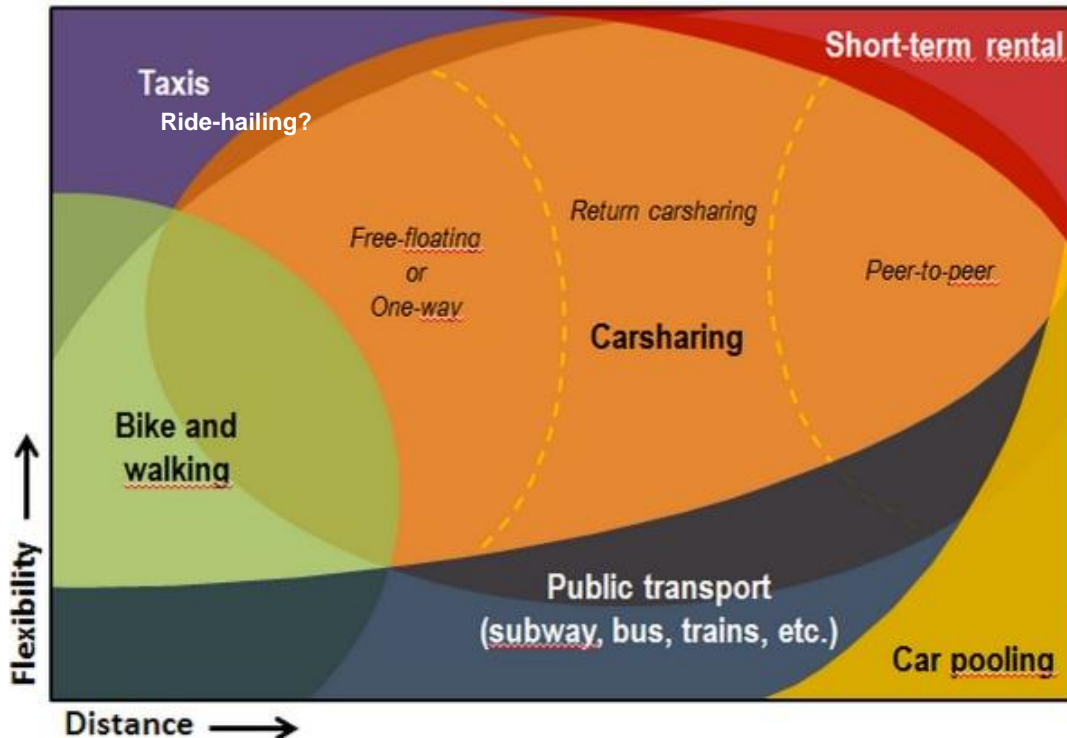 Short-term rental
Taxis
Ride-hailing?
Return carsharing
Free-floating
or
One-way
Peer-to-peer
Carsharing
Bike and
walking
Public transport
(subway, bus, trains, etc.)
Car pooling
Flexibility
Distance